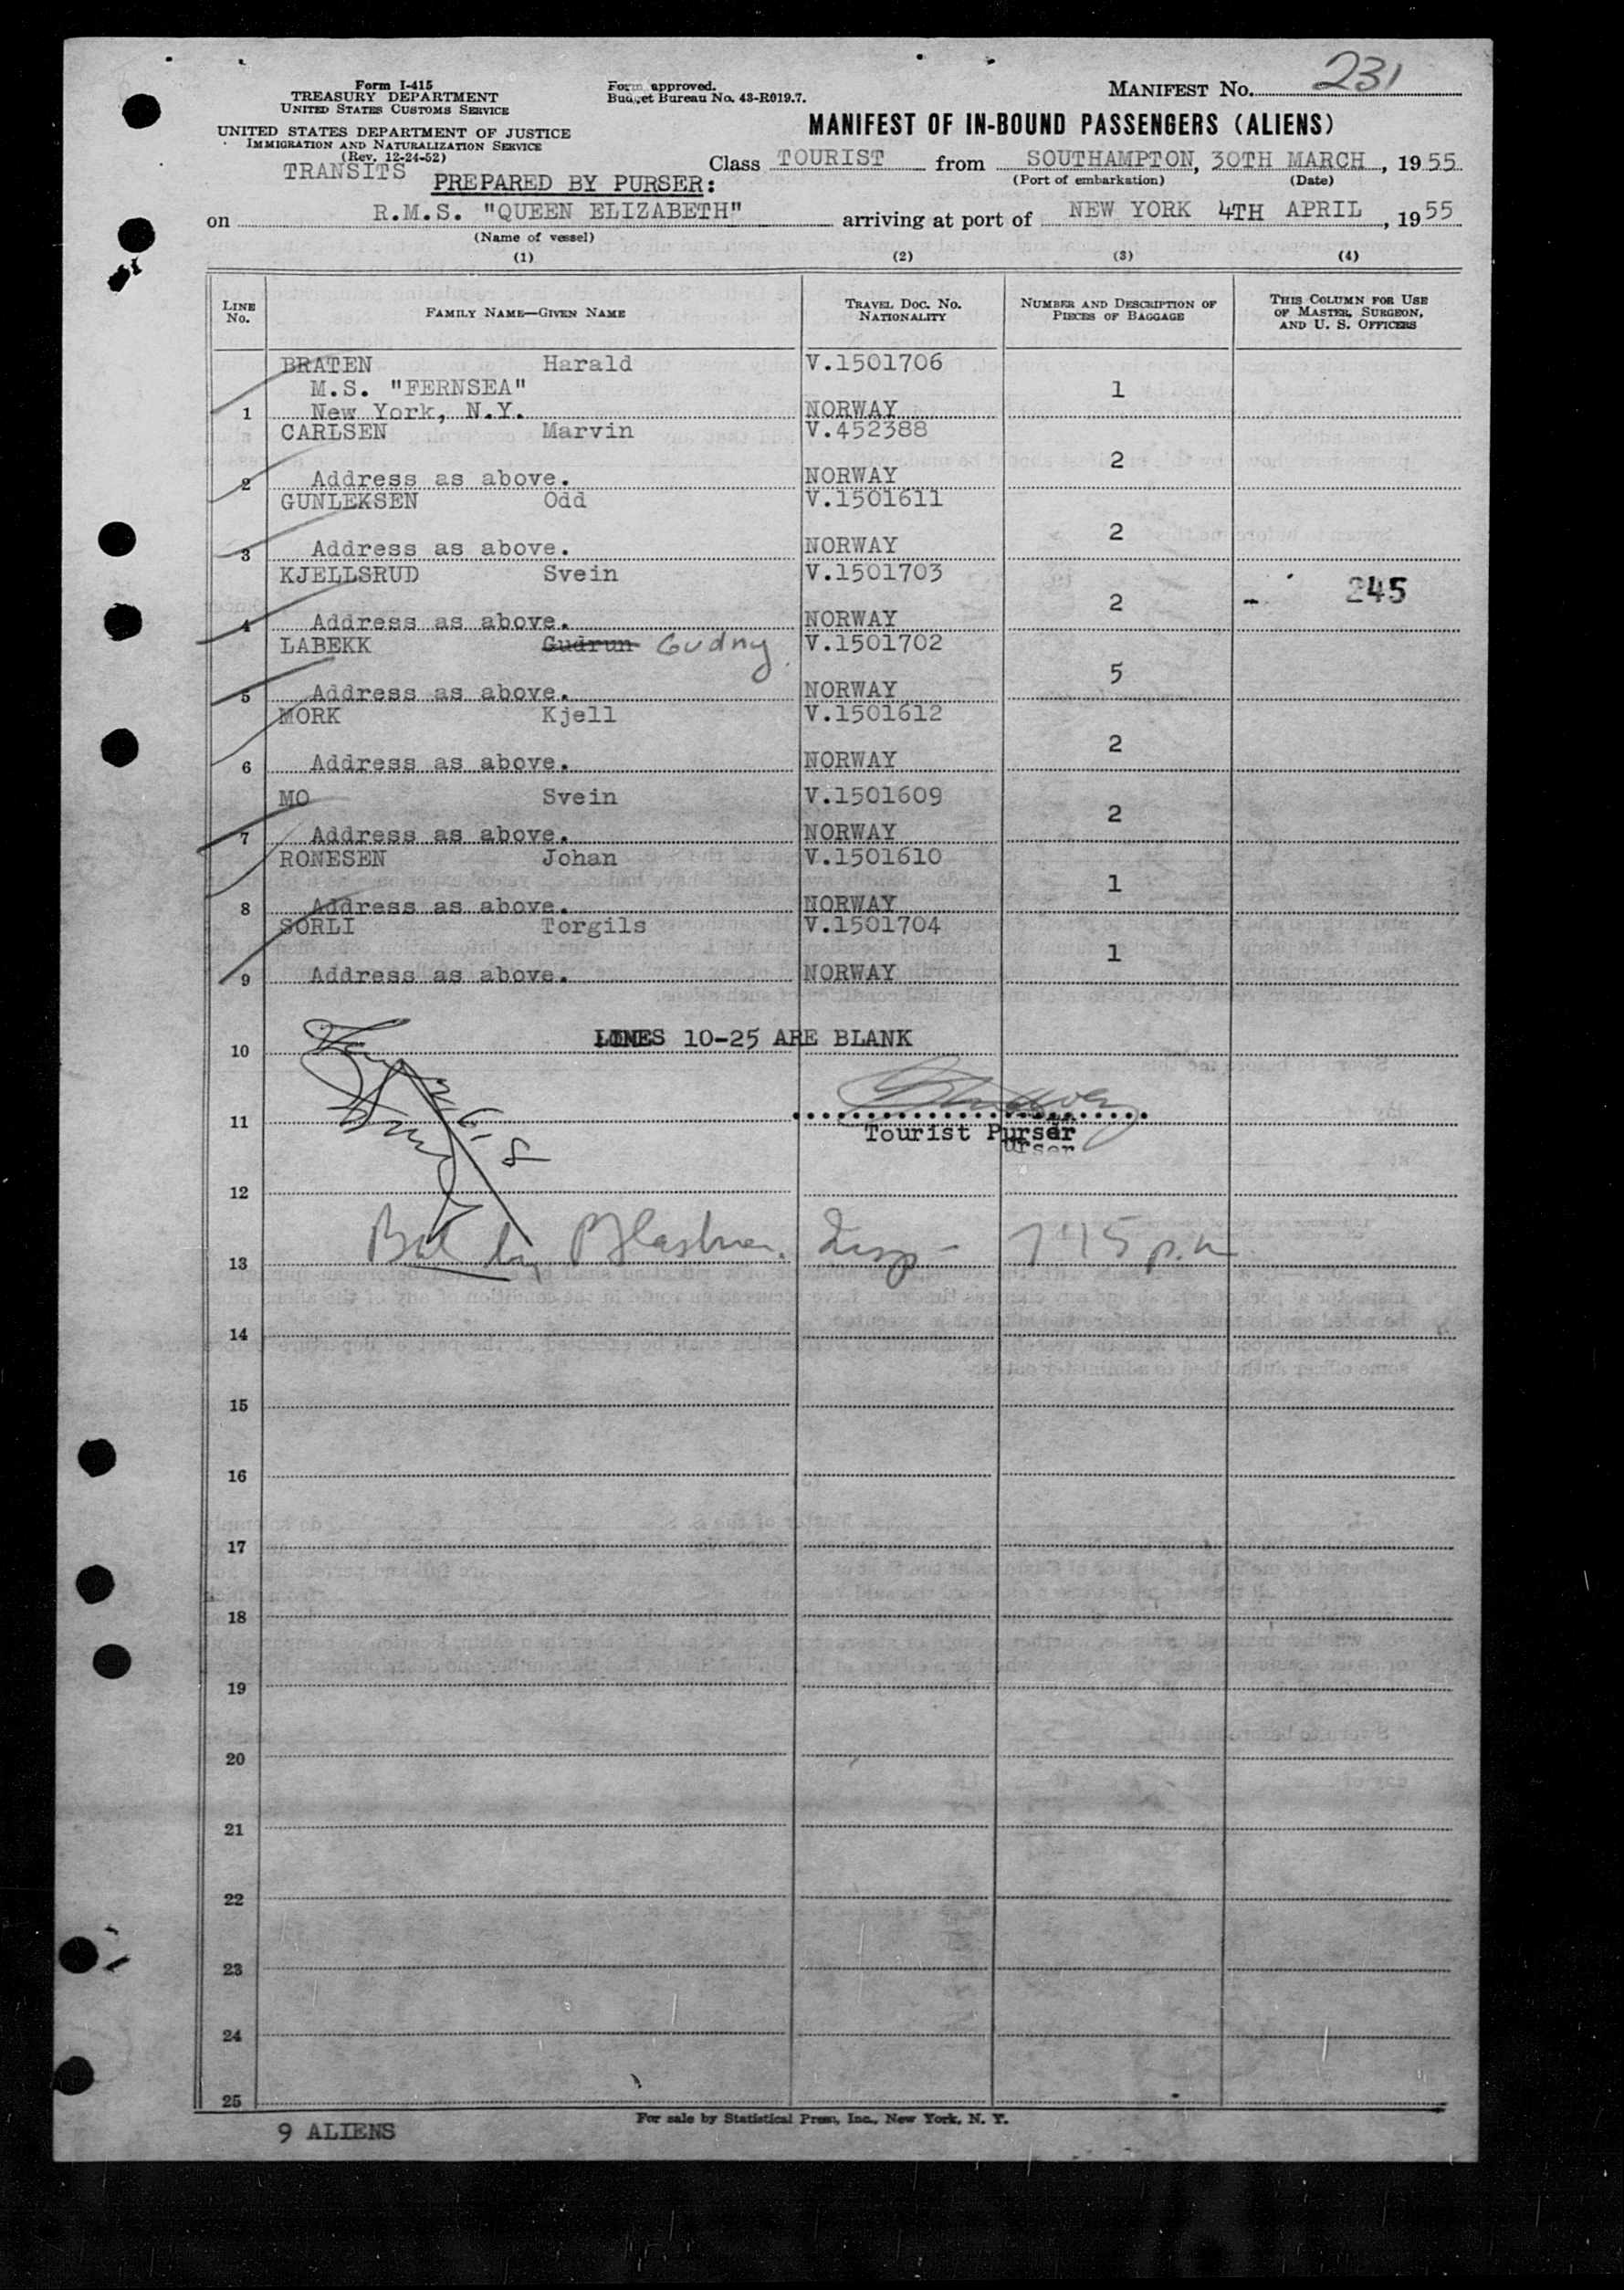 Form I-415
TREASURY DEPARTMENT
UNITED STATES CUSTOMS SERVICE
UNITED STATES DEPARTMENT OF JUSTICE
IMMIGRATION AND NATURALIZATION SERVICE
(Rev. 12-24-52)
TRANSITS
Form approved.
Budget Bureau No. 43-R019.7.
MANIFEST No. 231
MANIFEST OF IN-BOUND PASSENGERS (ALIENS)
PREPARED BY PURSER:
Class TOURIST from SOUTHAMPTON, 30TH MARCH, 1955
(Port of embarkation) (Date)
on R.M.S. "QUEEN ELIZABETH" arriving at port of NEW YORK 4TH APRIL, 1955
(Name of vessel)
(1) (2) (3) (4)
LINE No. FAMILY NAME—GIVEN NAME TRAVEL DOC. No. NATIONALITY NUMBER AND DESCRIPTION OF PIECES OF BAGGAGE THIS COLUMN FOR USE OF MASTER, SURGEON, AND U. S. OFFICERS
BRATEN Harald V.1501706
M.S. "FERNSEA" 1
1 New York, N.Y. NORWAY
CARLSEN Marvin V.452388
2
2 Address as above. NORWAY
GUNLEKSEN Odd V.1501611
2
3 Address as above. NORWAY
KJELLSRUD Svein V.1501703
2 245
4 Address as above. NORWAY
LABEKK Gudrun Gudny V.1501702
5
5 Address as above. NORWAY
MORK Kjell V.1501612
2
6 Address as above. NORWAY
MO Svein V.1501609
2
7 Address as above. NORWAY
RONESEN Johan V.1501610
1
8 Address as above. NORWAY
SORLI Torgils V.1501704
1
9 Address as above. NORWAY
LINES 10-25 ARE BLANK
10
11
Tourist Purser
12
13 by Insp- 715 p.m.
14
15
16
17
18
19
20
21
22
23
24
25
For sale by Statistical Press, Inc., New York, N. Y.
9 ALIENS